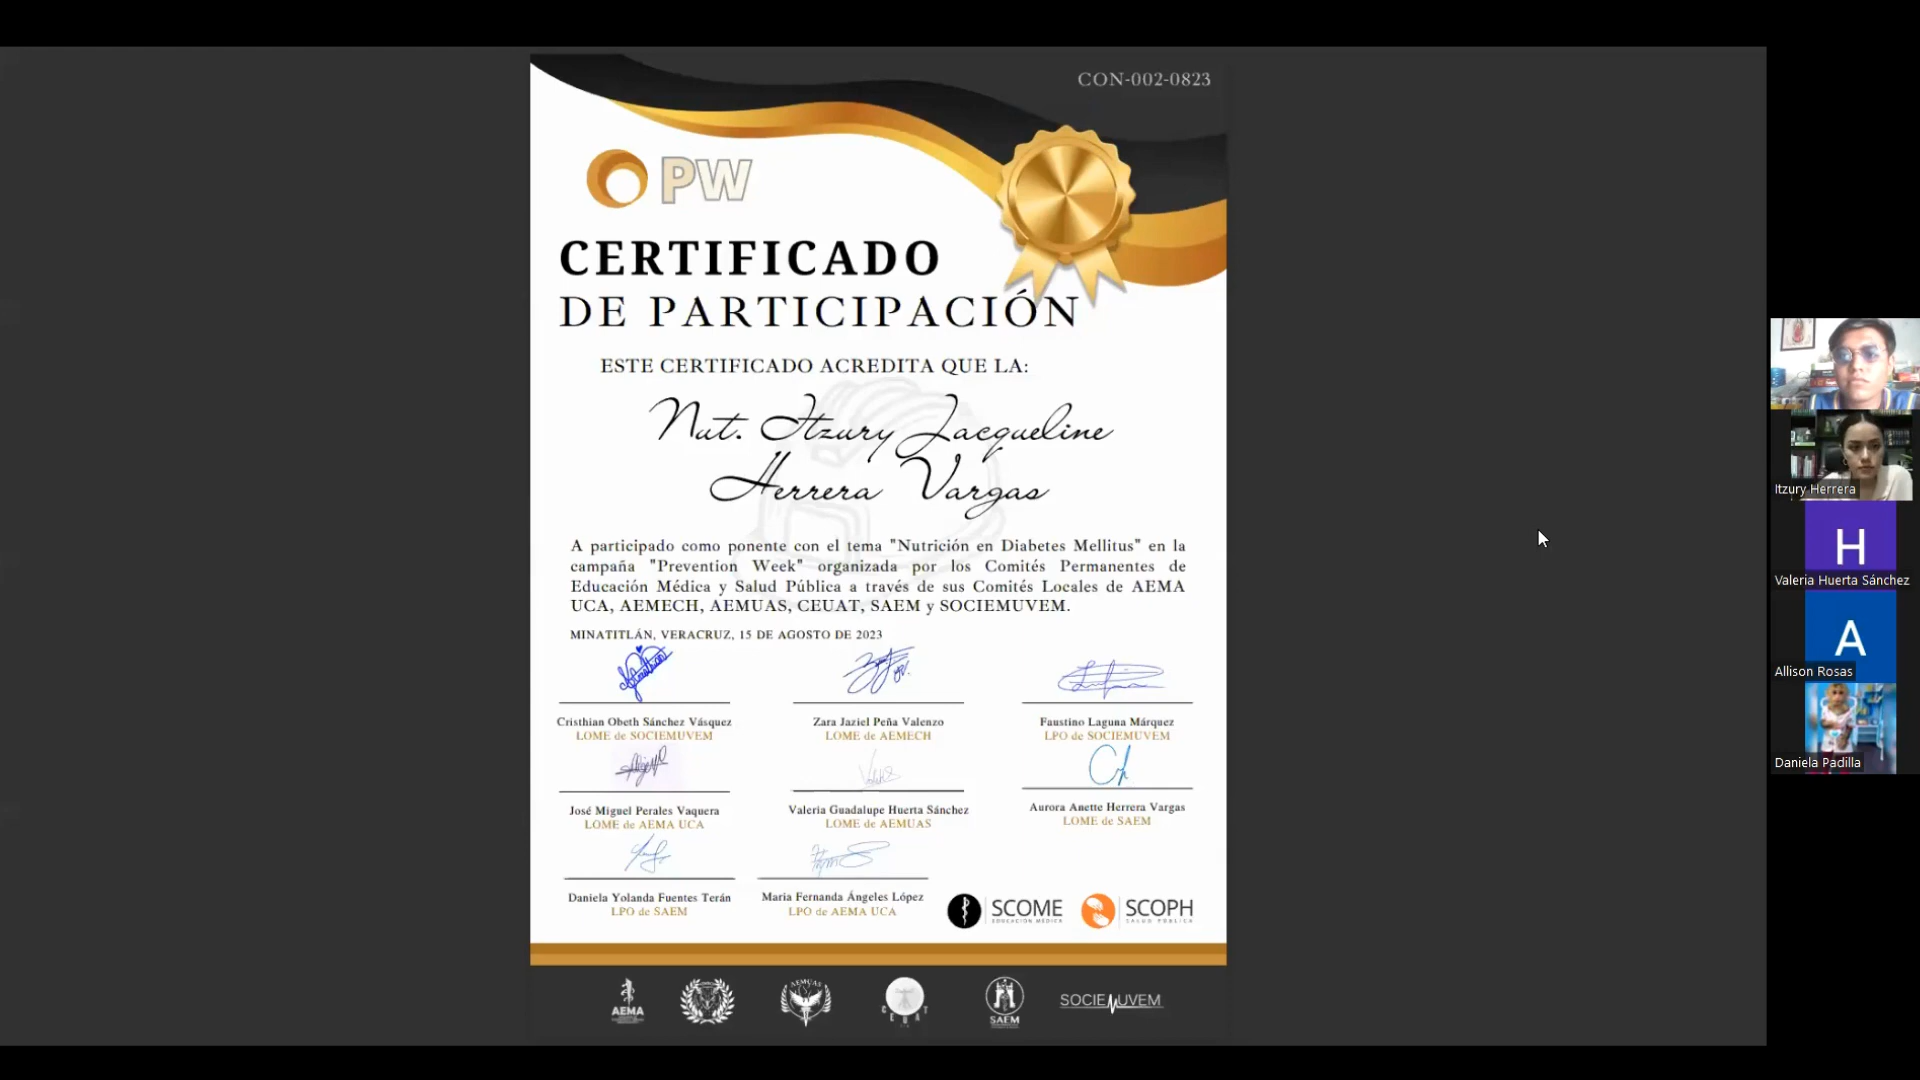 CON-002-0823
PW
CERTIFICADO
DE PARTICIPACIÓN
ESTE CERTIFICADO ACREDITA QUE LA:
Nut. Itzury Jacqueline
Herrera Vargas
A participado como ponente con el tema "Nutrición en Diabetes Mellitus" en la
campaña "Prevention Week" organizada por los Comités Permanentes de
Educación Médica y Salud Pública a través de sus Comités Locales de AEMA
UCA, AEMECH, AEMUAS, CEUAT, SAEM y SOCIEMUVEM.
MINATITLÁN, VERACRUZ, 15 DE AGOSTO DE 2023
Cristhian Obeth Sánchez Vásquez
LOME de SOCIEMUVEM
Zara Jaziel Peña Valenzo
LOME de AEMECH
Faustino Laguna Márquez
LPO de SOCIEMUVEM
José Miguel Perales Vaquera
LOME de AEMA UCA
Valeria Guadalupe Huerta Sánchez
LOME de AEMUAS
Aurora Anette Herrera Vargas
LOME de SAEM
Daniela Yolanda Fuentes Terán
LPO de SAEM
Maria Fernanda Ángeles López
LPO de AEMA UCA
SCOME
EDUCACIÓN MÉDICA
SCOPH
SALUD PÚBLICA
AEMA
AEMUAS
CEUAT
SAEM
SOCIEMUVEM
Itzury Herrera
H
Valeria Huerta Sánchez
A
Allison Rosas
Daniela Padilla